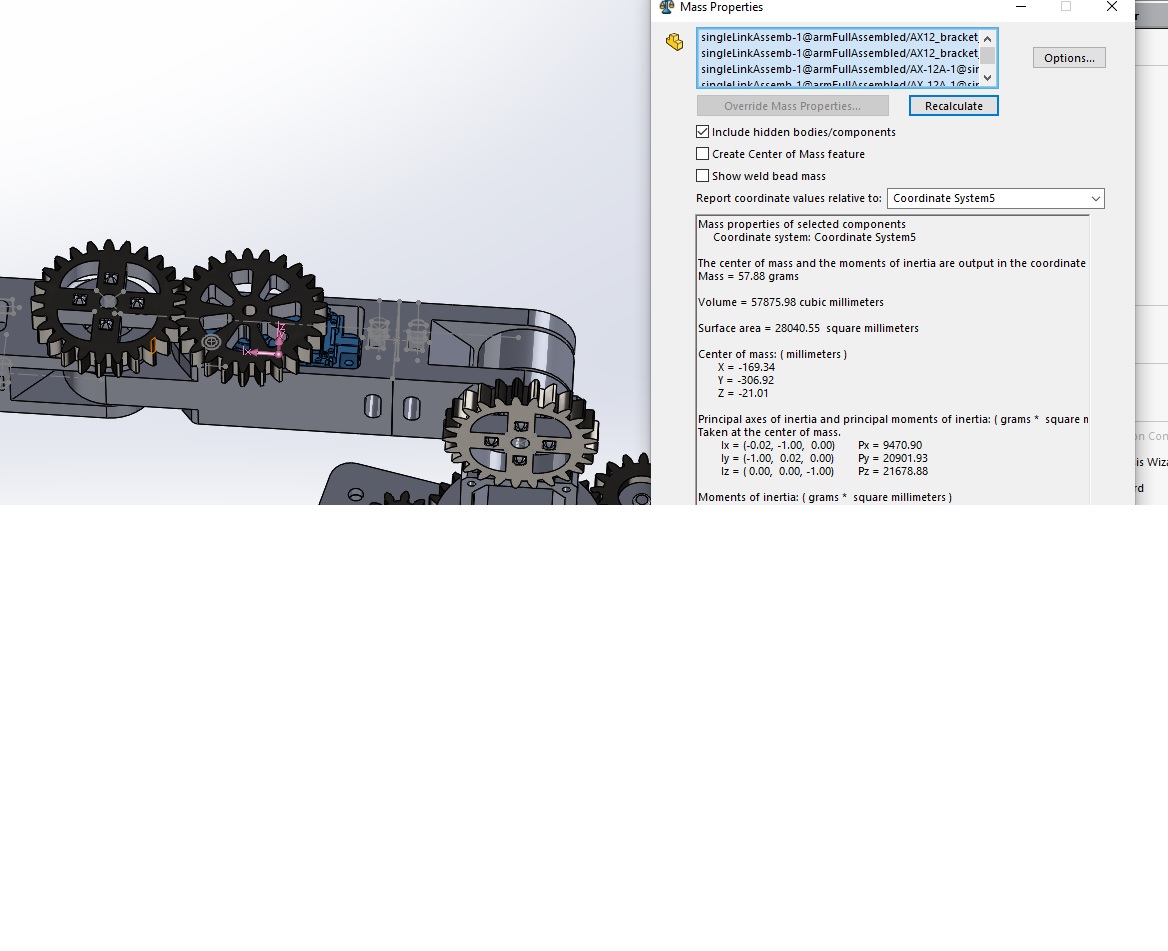 Mass Properties
singleLinkAssemb-1@armFullAssembled/AX12_bracket_
singleLinkAssemb-1@armFullAssembled/AX12_bracket_
singleLinkAssemb-1@armFullAssembled/AX-12A-1@sin
singleLinkAssemb-1@armFullAssembled/AX-12A-1@sin
Options...
Override Mass Properties...
Recalculate
Include hidden bodies/components
Create Center of Mass feature
Show weld bead mass
Report coordinate values relative to:
Coordinate System5
Mass properties of selected components
Coordinate system: Coordinate System5
The center of mass and the moments of inertia are output in the coordinate
Mass = 57.88 grams
Volume = 57875.98 cubic millimeters
Surface area = 28040.55 square millimeters
Center of mass: ( millimeters )
X = -169.34
Y = -306.92
Z = -21.01
Principal axes of inertia and principal moments of inertia: ( grams * square m
Taken at the center of mass.
Ix = (-0.02, -1.00, 0.00) Px = 9470.90
Iy = (-1.00, 0.02, 0.00) Py = 20901.93
Iz = ( 0.00, 0.00, -1.00) Pz = 21678.88
Moments of inertia: ( grams * square millimeters )
r
on Con
is Wiza
rd